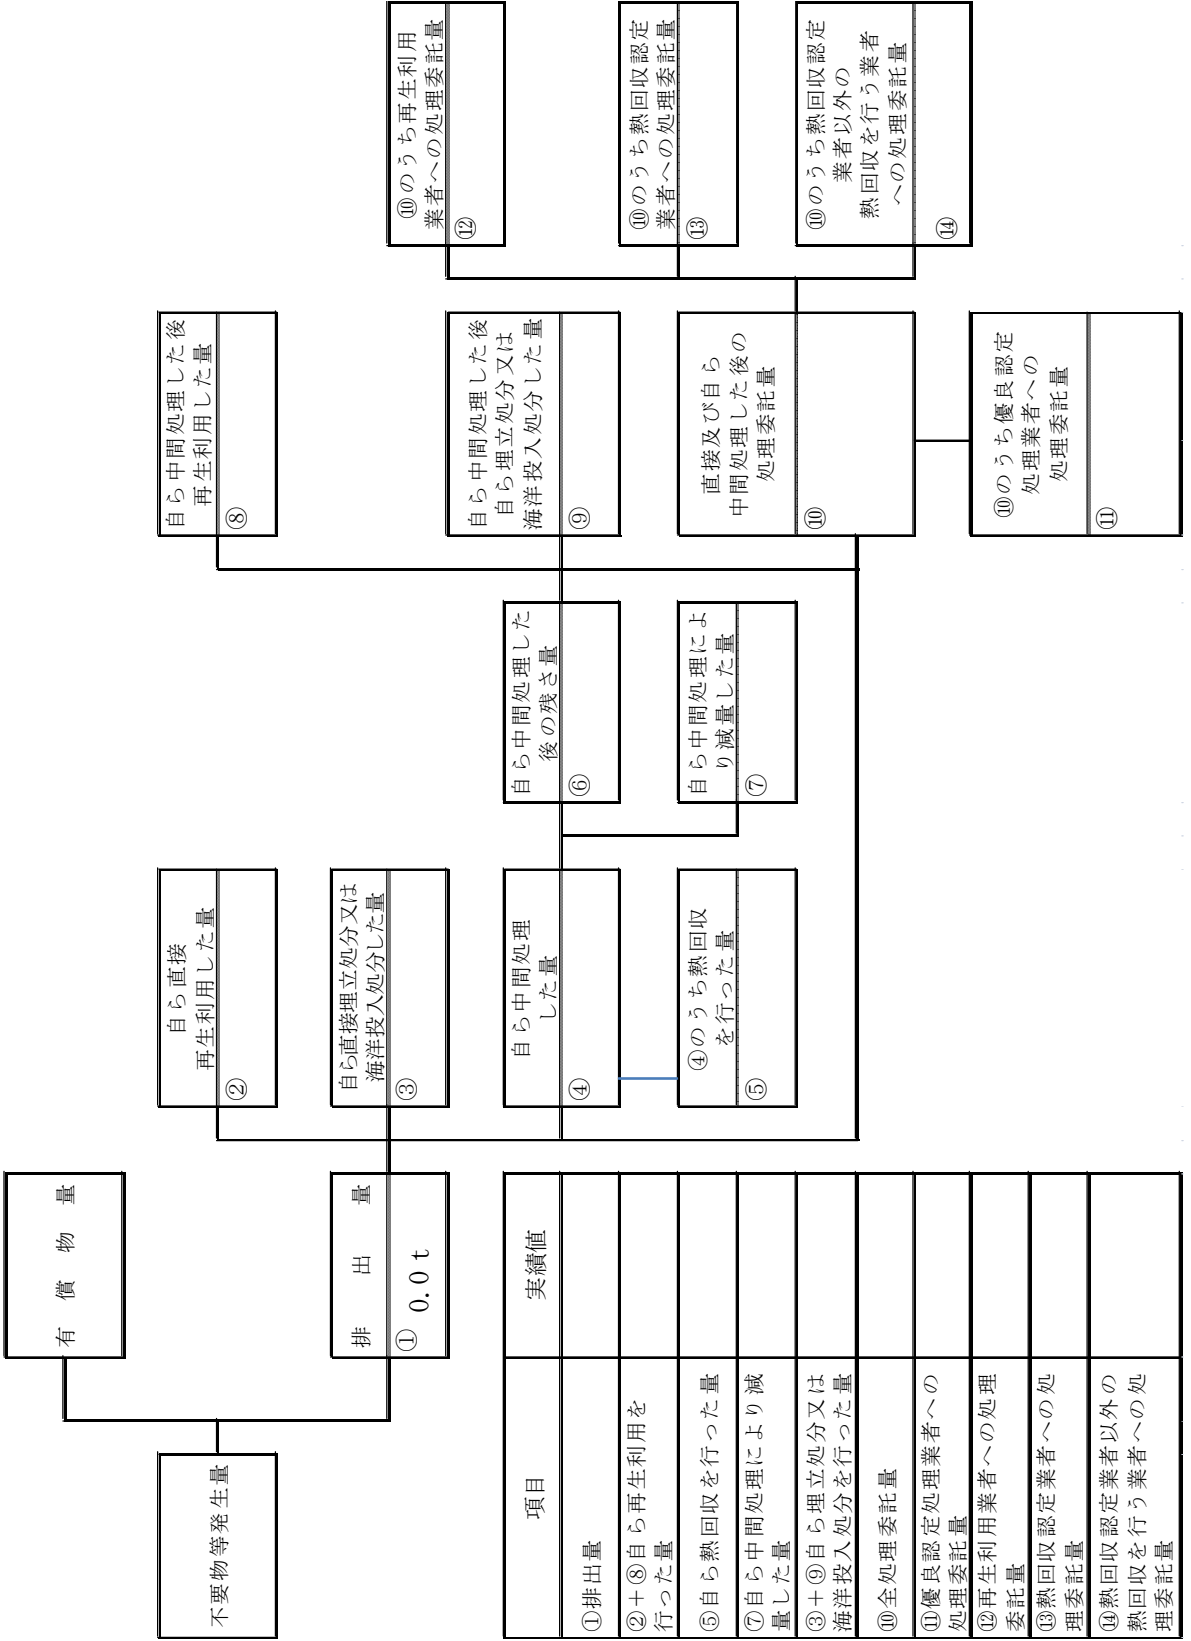 不要物等発生量
有償物量
排出量
①
0.0ｔ
自ら直接
再生利用した量
②
自ら直接埋立処分又は
海洋投入処分した量
③
自ら中間処理
した量
④
④のうち熱回収
を行った量
⑤
自ら中間処理した
後の残さ量
⑥
自ら中間処理によ
り減量した量
⑦
自ら中間処理した後
再生利用した量
⑧
自ら中間処理した後
自ら埋立処分又は
海洋投入処分した量
⑨
直接及び自ら
中間処理した後の
処理委託量
⑩
⑩のうち優良認定
処理業者への
処理委託量
⑪
⑩のうち再生利用
業者への処理委託量
⑫
⑩のうち熱回収認定
業者への処理委託量
⑬
⑩のうち熱回収認定
業者以外の
熱回収を行う業者
への処理委託量
⑭
項目
実績値
①排出量
②＋⑧自ら再生利用を
行った量
⑤自ら熱回収を行った量
⑦自ら中間処理により減
量した量
③＋⑨自ら埋立処分又は
海洋投入処分を行った量
⑩全処理委託量
⑪優良認定処理業者への
処理委託量
⑫再生利用業者への処理
委託量
⑬熱回収認定業者への処
理委託量
⑭熱回収認定業者以外の
熱回収を行う業者への処
理委託量